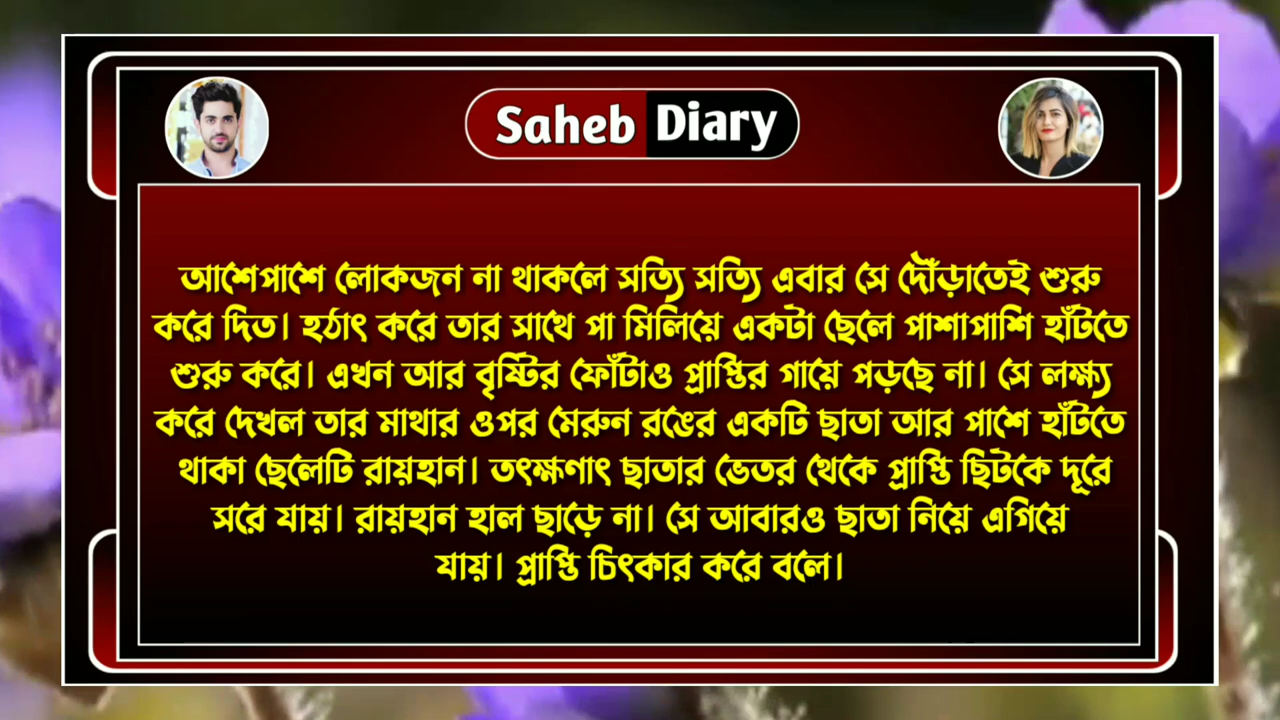 Saheb Diary
আশেপাশে লোকজন না থাকলে সত্যি সত্যি এবার সে দৌঁড়াতেই শুরু
করে দিত। হঠাৎ করে তার সাথে পা মিলিয়ে একটা ছেলে পাশাপাশি হাঁটতে
শুরু করে। এখন আর বৃষ্টির ফোঁটাও প্রাপ্তির গায়ে পড়ছে না। সে লক্ষ্য
করে দেখল তার মাথার ওপর মেরুন রঙের একটি ছাতা আর পাশে হাঁটতে
থাকা ছেলেটি রায়হান। তৎক্ষণাৎ ছাতার ভেতর থেকে প্রাপ্তি ছিটকে দূরে
সরে যায়। রায়হান হাল ছাড়ে না। সে আবারও ছাতা নিয়ে এগিয়ে
যায়। প্রাপ্তি চিৎকার করে বলে।